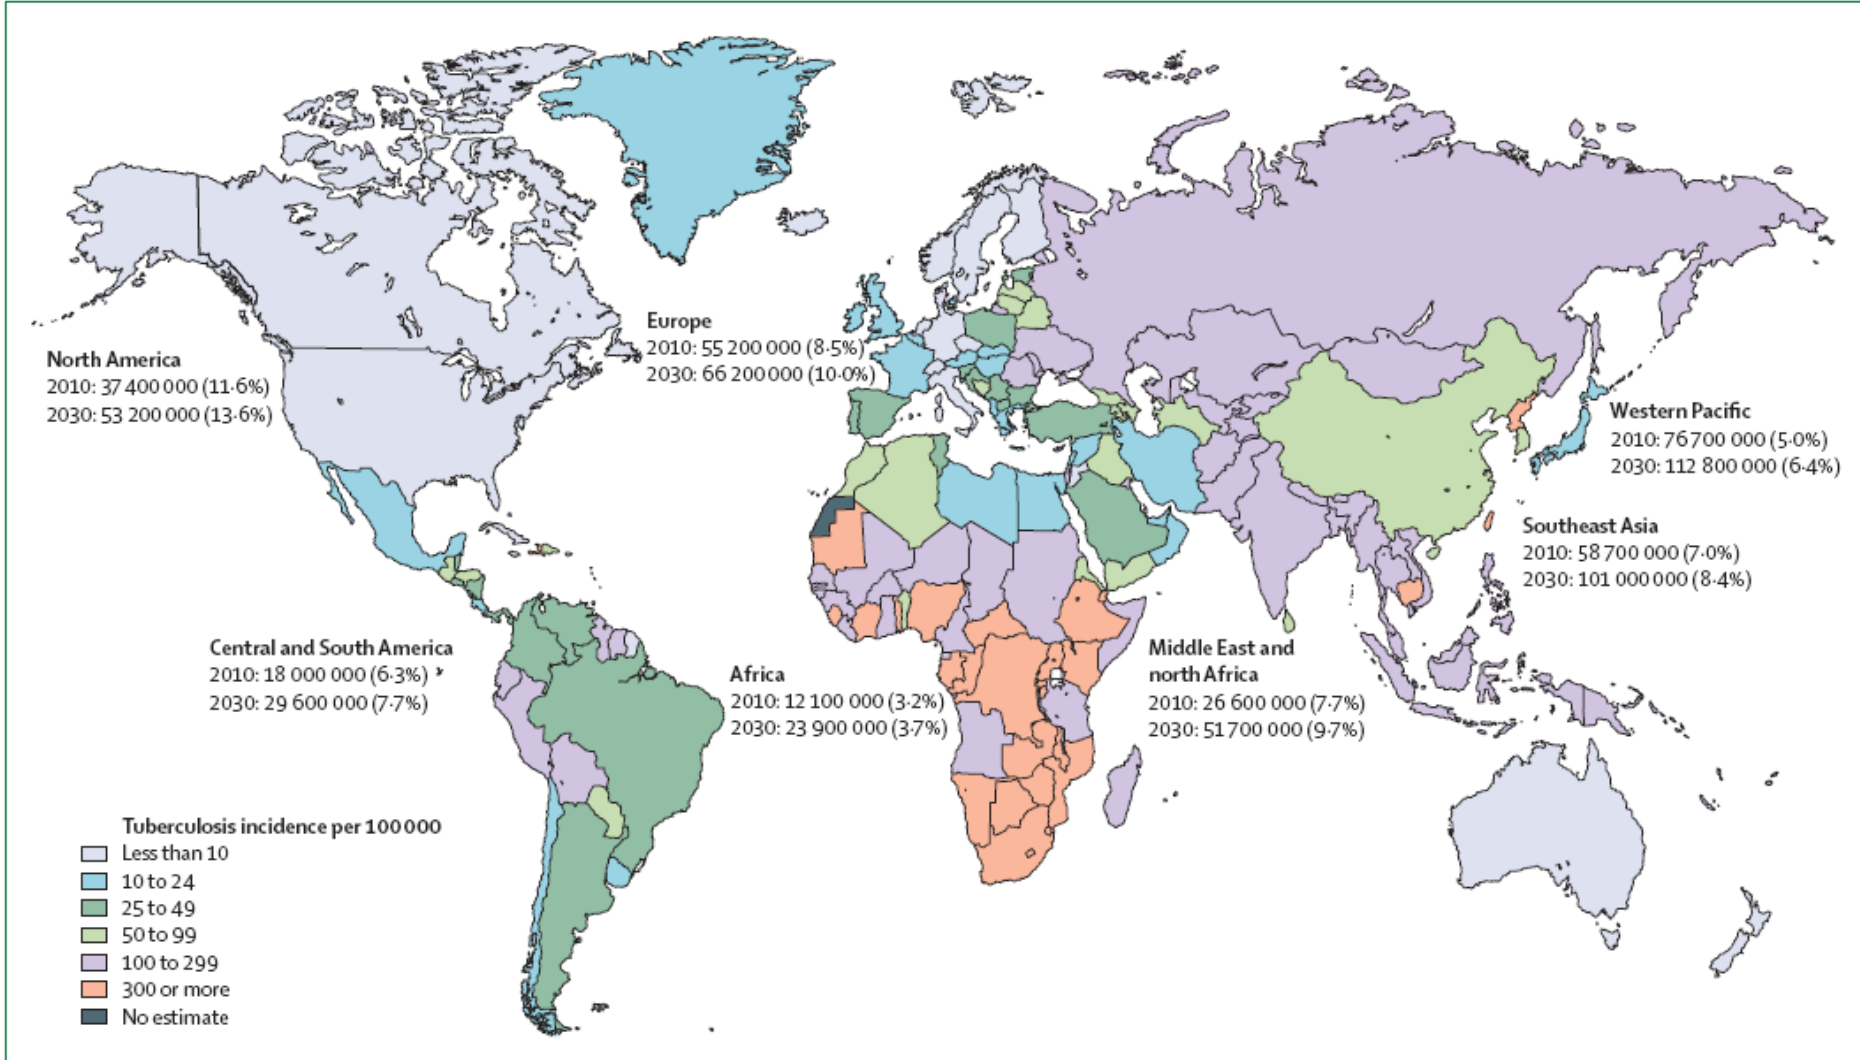 North America
2010: 37 400 000 (11·6%)
2030: 53 200 000 (13·6%)
Europe
2010: 55 200 000 (8·5%)
2030: 66 200 000 (10·0%)
Western Pacific
2010: 76 700 000 (5·0%)
2030: 112 800 000 (6·4%)
Southeast Asia
2010: 58 700 000 (7·0%)
2030: 101 000 000 (8·4%)
Central and South America
2010: 18 000 000 (6·3%)
2030: 29 600 000 (7·7%)
Africa
2010: 12 100 000 (3·2%)
2030: 23 900 000 (3·7%)
Middle East and
north Africa
2010: 26 600 000 (7·7%)
2030: 51 700 000 (9·7%)
Tuberculosis incidence per 100 000
Less than 10
10 to 24
25 to 49
50 to 99
100 to 299
300 or more
No estimate